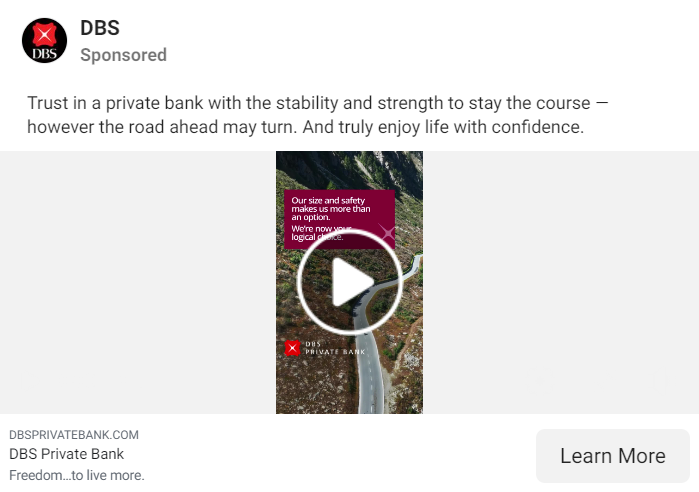 DBS
Sponsored
DBS
Trust in a private bank with the stability and strength to stay the course —
however the road ahead may turn. And truly enjoy life with confidence.
Our size and safety
makes us more than
an option.
We're now your
logical choice.
DBS
PRIVATE BANK
DBSPRIVATEBANK.COM
DBS Private Bank
Freedom...to live more.
Learn More